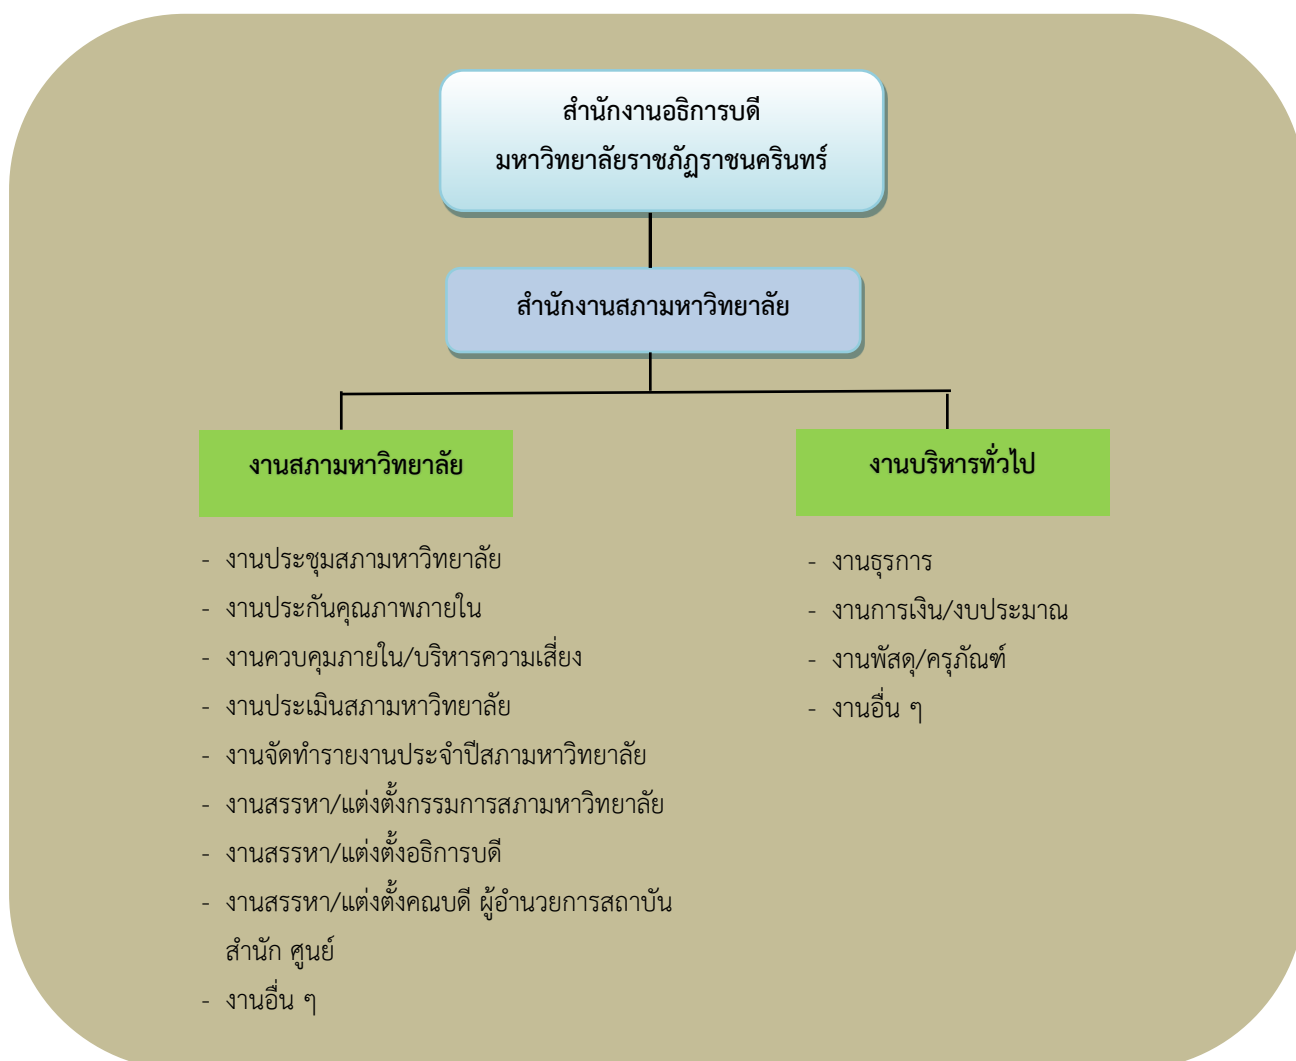 สำนักงานอธิการบดี
มหาวิทยาลัยราชภัฏราชนครินทร์
สำนักงานสภามหาวิทยาลัย
งานสภามหาวิทยาลัย
- งานประชุมสภามหาวิทยาลัย
- งานประกันคุณภาพภายใน
- งานควบคุมภายใน/บริหารความเสี่ยง
- งานประเมินสภามหาวิทยาลัย
- งานจัดทำรายงานประจำปีสภามหาวิทยาลัย
- งานสรรหา/แต่งตั้งกรรมการสภามหาวิทยาลัย
- งานสรรหา/แต่งตั้งอธิการบดี
- งานสรรหา/แต่งตั้งคณบดี ผู้อำนวยการสถาบัน
สำนัก ศูนย์
- งานอื่น ๆ
งานบริหารทั่วไป
- งานธุรการ
- งานการเงิน/งบประมาณ
- งานพัสดุ/ครุภัณฑ์
- งานอื่น ๆ